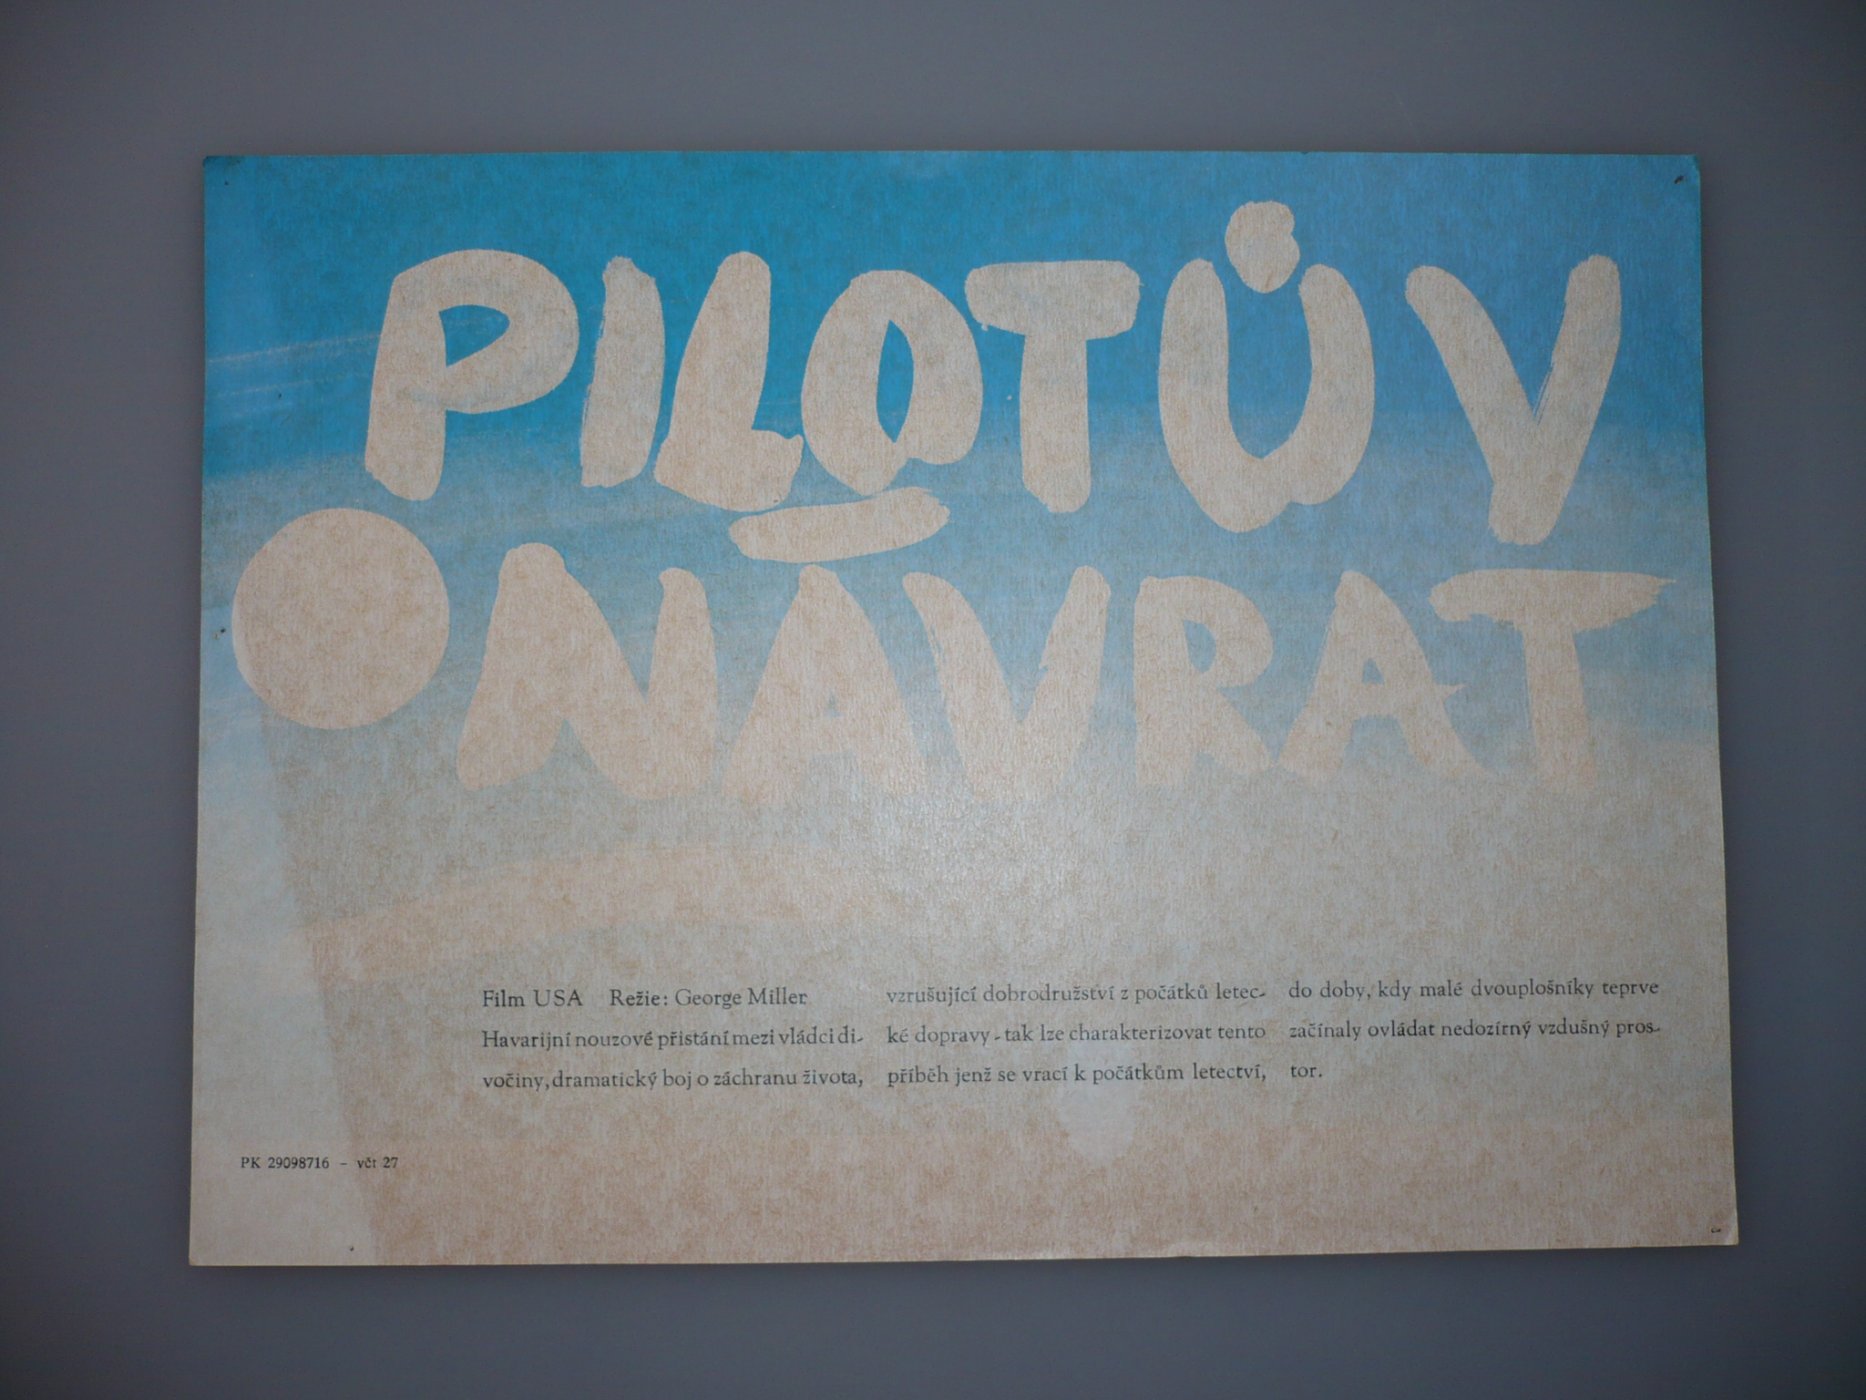 PILOTŮV
NÁVRAT
Film USA Režie: George Miller
Havarijní nouzové přistání mezi vládci di-
vočiny, dramatický boj o záchranu života,
vzrušující dobrodružství z počátků letec-
ké dopravy - tak lze charakterizovat tento
příběh jenž se vrací k počátkům letectví,
do doby, kdy malé dvouplošníky teprve
začínaly ovládat nedozírný vzdušný pros-
tor.
PK 29098716 - včt 27